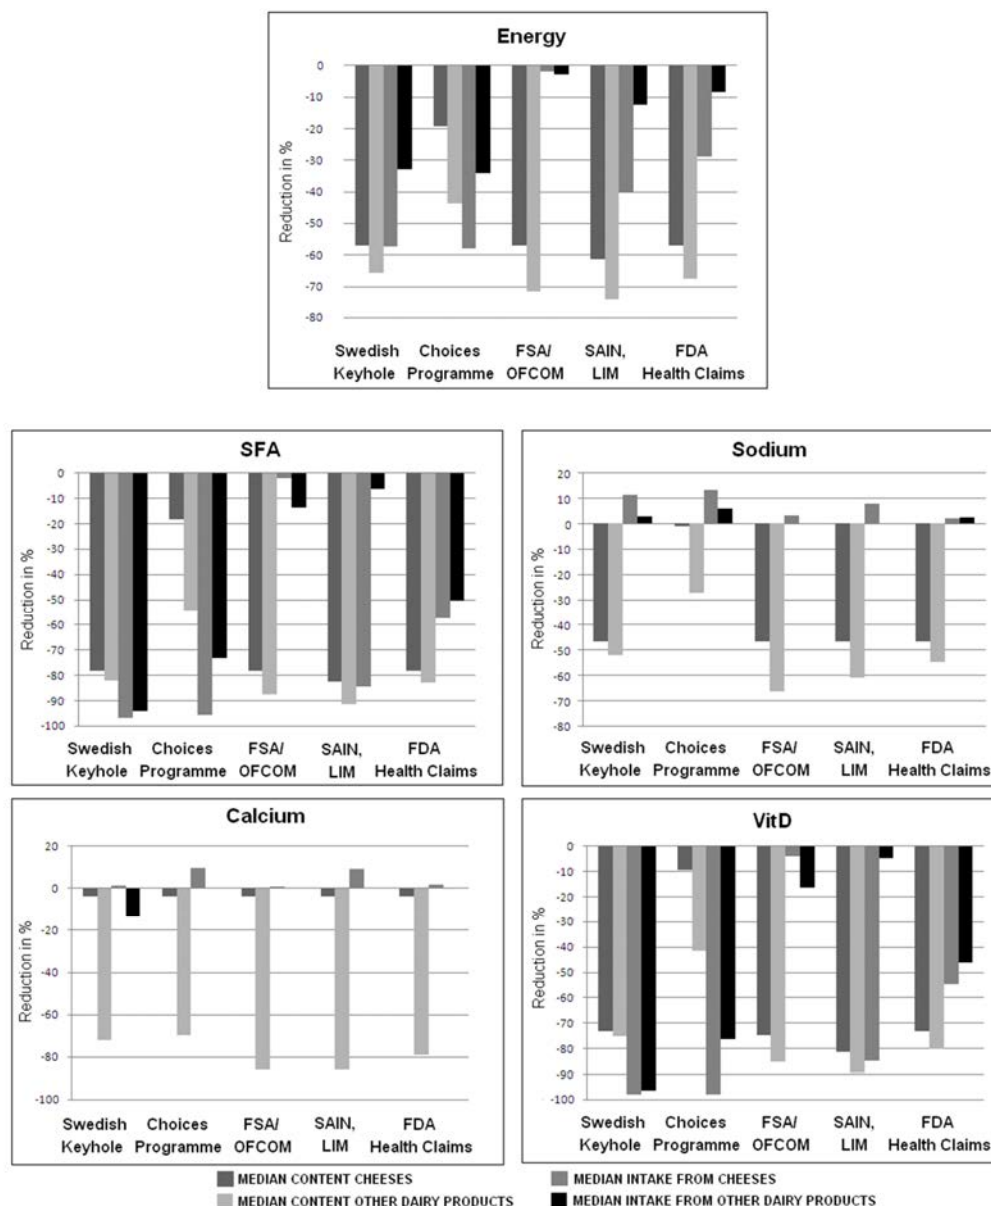 Energy
Reduction in %
0
-10
-20
-30
-40
-50
-60
-70
-80
Swedish Keyhole
Choices Programme
FSA/ OFCOM
SAIN, LIM
FDA Health Claims
SFA
Reduction in %
0
-10
-20
-30
-40
-50
-60
-70
-80
-90
-100
Swedish Keyhole
Choices Programme
FSA/ OFCOM
SAIN, LIM
FDA Health Claims
Sodium
Reduction in %
20
10
0
-10
-20
-30
-40
-50
-60
-70
-80
Swedish Keyhole
Choices Programme
FSA/ OFCOM
SAIN, LIM
FDA Health Claims
Calcium
Reduction in %
20
0
-20
-40
-60
-80
-100
Swedish Keyhole
Choices Programme
FSA/ OFCOM
SAIN, LIM
FDA Health Claims
VitD
Reduction in %
0
-10
-20
-30
-40
-50
-60
-70
-80
-90
-100
Swedish Keyhole
Choices Programme
FSA/ OFCOM
SAIN, LIM
FDA Health Claims
MEDIAN CONTENT CHEESES
MEDIAN INTAKE FROM CHEESES
MEDIAN CONTENT OTHER DAIRY PRODUCTS
MEDIAN INTAKE FROM OTHER DAIRY PRODUCTS